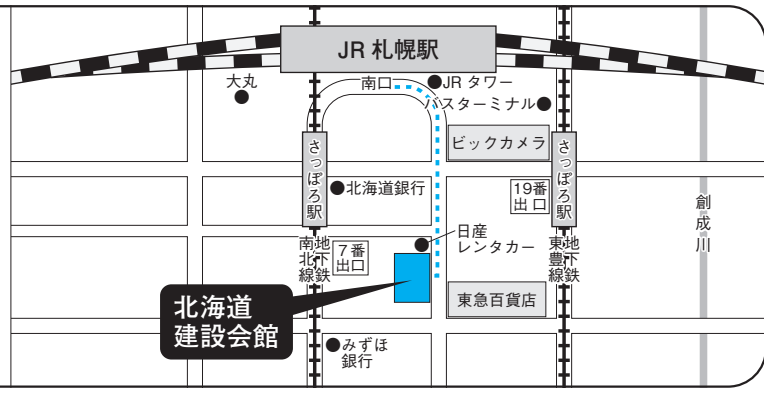 JR 札幌駅
大丸
南口
JR タワー
バスターミナル
ビックカメラ
さっぽろ駅
さっぽろ駅
北海道銀行
19番
出口
創成川
日産
レンタカー
地下鉄
南北線
7番
出口
地下鉄
東豊線
北海道
建設会館
東急百貨店
みずほ
銀行